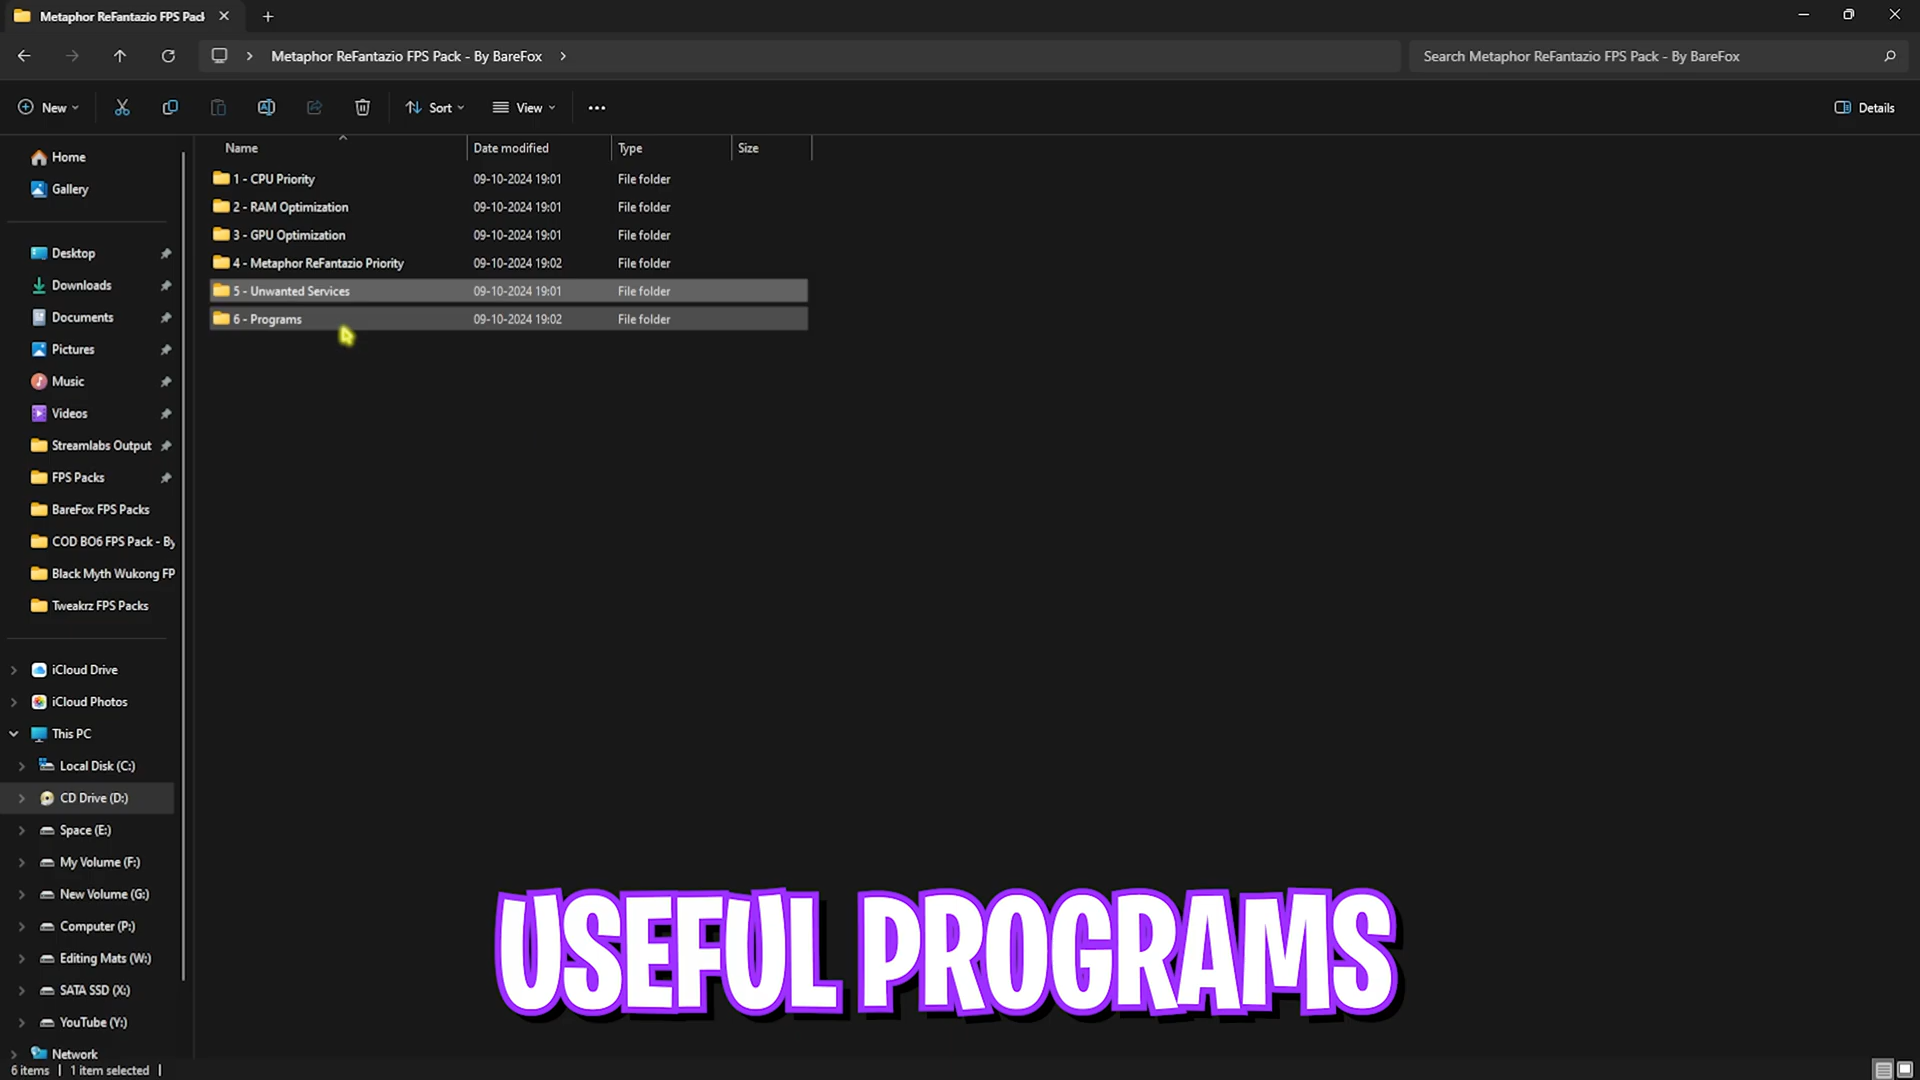 Metaphor ReFantazio FPS Pack
Metaphor ReFantazio FPS Pack - By BareFox
Search Metaphor ReFantazio FPS Pack - By BareFox
New
Sort
View
Details
Name
Date modified
Type
Size
Home
Gallery
Desktop
Downloads
Documents
Pictures
Music
Videos
Streamlabs Output
FPS Packs
BareFox FPS Packs
COD BO6 FPS Pack - By
Black Myth Wukong FP
Tweakrz FPS Packs
iCloud Drive
iCloud Photos
This PC
Local Disk (C:)
CD Drive (D:)
Space (E:)
My Volume (F:)
New Volume (G:)
Computer (P:)
Editing Mats (W:)
SATA SSD (X:)
YouTube (Y:)
Network
1 - CPU Priority 09-10-2024 19:01 File folder
2 - RAM Optimization 09-10-2024 19:01 File folder
3 - GPU Optimization 09-10-2024 19:01 File folder
4 - Metaphor ReFantazio Priority 09-10-2024 19:02 File folder
5 - Unwanted Services 09-10-2024 19:01 File folder
6 - Programs 09-10-2024 19:02 File folder
USEFUL PROGRAMS
6 items 1 item selected